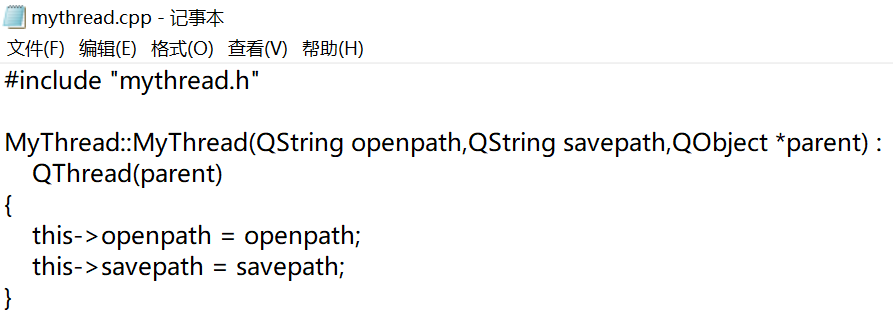 mythread.cpp - 记事本
文件(F) 编辑(E) 格式(O) 查看(V) 帮助(H)
#include "mythread.h"
MyThread::MyThread(QString openpath,QString savepath,QObject *parent) :
QThread(parent)
{
this->openpath = openpath;
this->savepath = savepath;
}